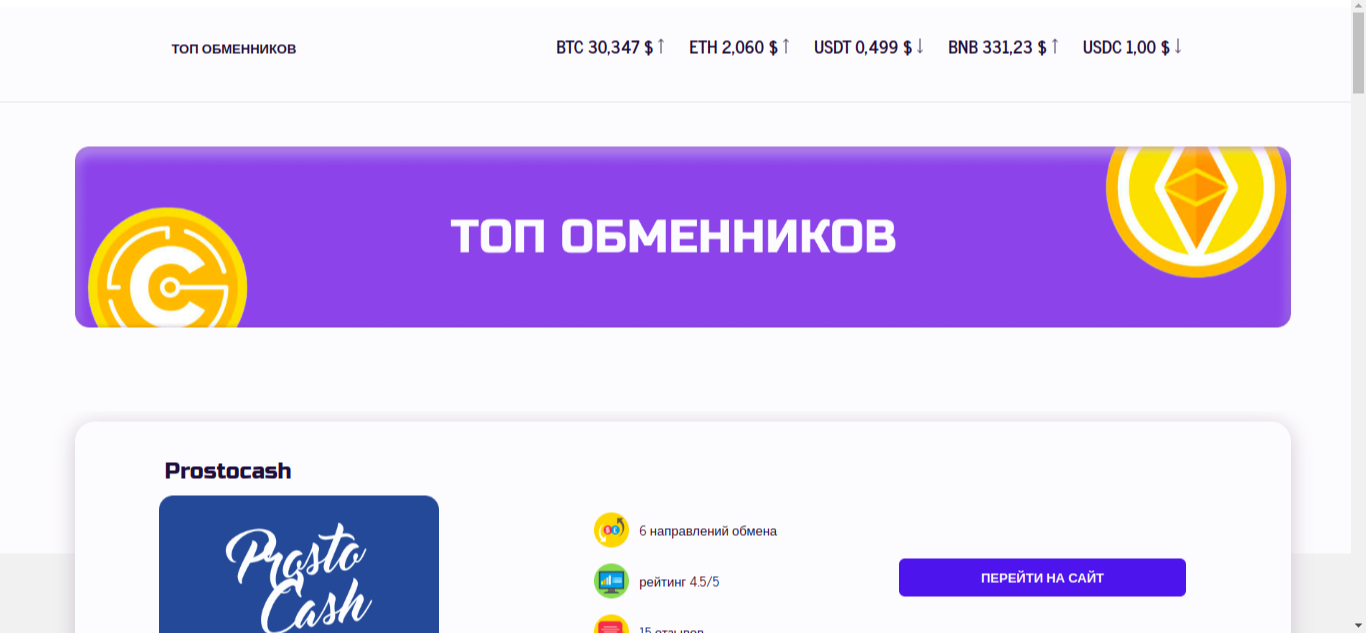 ТОП ОБМЕННИКОВ
BTC 30,347 $↑ ETH 2,060 $↑ USDT 0,499 $↓ BNB 331,23 $↑ USDC 1,00 $↓
ТОП ОБМЕННИКОВ
Prostocash
Prosto
Cash
6 направлений обмена
рейтинг 4.5/5
ПЕРЕЙТИ НА САЙТ
15 отзывов